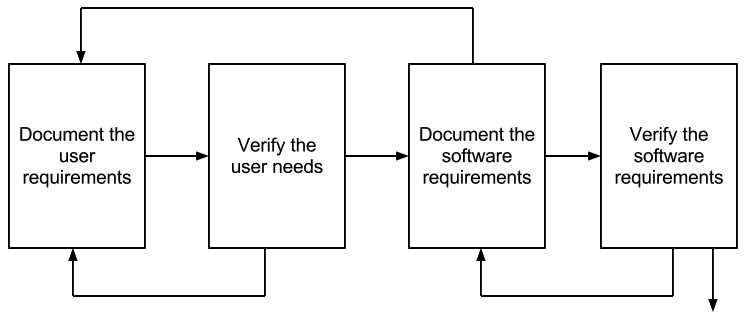 Document the
user
requirements
Verify the
user needs
Document the
software
requirements
Verify the
software
requirements